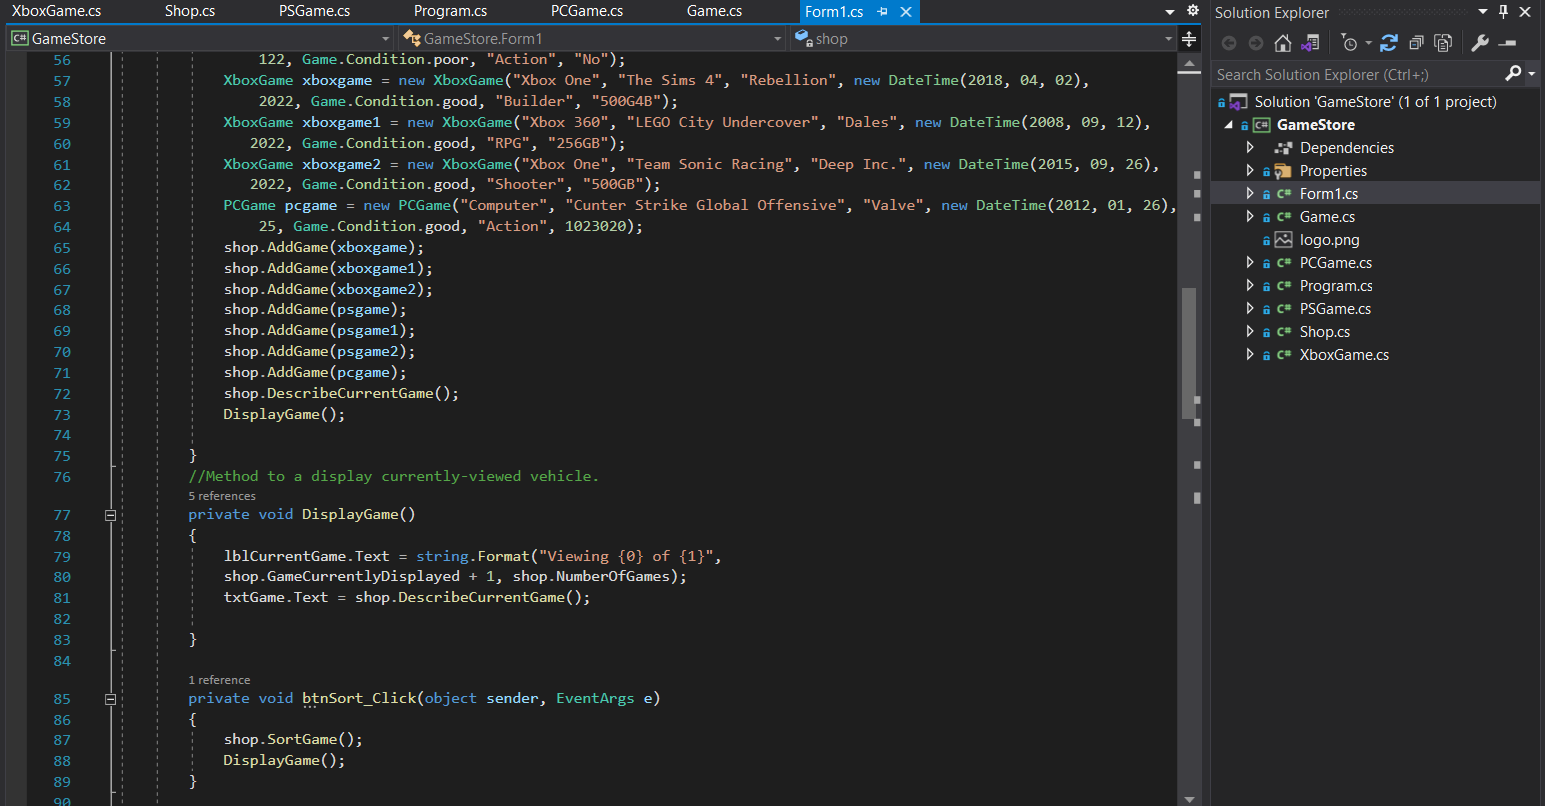 XboxGame.cs Shop.cs PSGame.cs Program.cs PCGame.cs Game.cs Form1.cs
GameStore GameStore.Form1 shop
56 122, Game.Condition.poor, "Action", "No");
57 XboxGame xboxgame = new XboxGame("Xbox One", "The Sims 4", "Rebellion", new DateTime(2018, 04, 02),
58 2022, Game.Condition.good, "Builder", "500G4B");
59 XboxGame xboxgame1 = new XboxGame("Xbox 360", "LEGO City Undercover", "Dales", new DateTime(2008, 09, 12),
60 2022, Game.Condition.good, "RPG", "256GB");
61 XboxGame xboxgame2 = new XboxGame("Xbox One", "Team Sonic Racing", "Deep Inc.", new DateTime(2015, 09, 26),
62 2022, Game.Condition.good, "Shooter", "500GB");
63 PCGame pcgame = new PCGame("Computer", "Cunter Strike Global Offensive", "Valve", new DateTime(2012, 01, 26),
64 25, Game.Condition.good, "Action", 1023020);
65 shop.AddGame(xboxgame);
66 shop.AddGame(xboxgame1);
67 shop.AddGame(xboxgame2);
68 shop.AddGame(psgame);
69 shop.AddGame(psgame1);
70 shop.AddGame(psgame2);
71 shop.AddGame(pcgame);
72 shop.DescribeCurrentGame();
73 DisplayGame();
74
75 }
76 //Method to a display currently-viewed vehicle.
5 references
77 private void DisplayGame()
78 {
79 lblCurrentGame.Text = string.Format("Viewing {0} of {1}",
80 shop.GameCurrentlyDisplayed + 1, shop.NumberOfGames);
81 txtGame.Text = shop.DescribeCurrentGame();
82
83 }
84
1 reference
85 private void btnSort_Click(object sender, EventArgs e)
86 {
87 shop.SortGame();
88 DisplayGame();
89 }
90
Solution Explorer
Search Solution Explorer (Ctrl+;)
Solution 'GameStore' (1 of 1 project)
C# GameStore
Dependencies
Properties
C# Form1.cs
C# Game.cs
logo.png
C# PCGame.cs
C# Program.cs
C# PSGame.cs
C# Shop.cs
C# XboxGame.cs